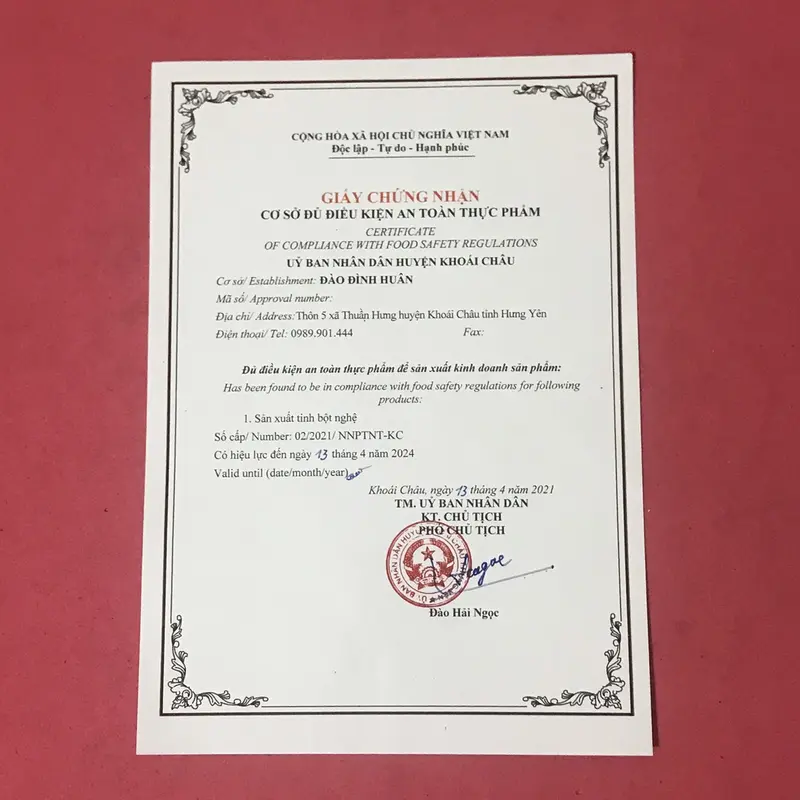 CỘNG HÒA XÃ HỘI CHỦ NGHĨA VIỆT NAM
Độc lập - Tự do - Hạnh phúc
GIẤY CHỨNG NHẬN
CƠ SỞ ĐỦ ĐIỀU KIỆN AN TOÀN THỰC PHẨM
CERTIFICATE
OF COMPLIANCE WITH FOOD SAFETY REGULATIONS
UỶ BAN NHÂN DÂN HUYỆN KHOÁI CHÂU
Cơ sở/ Establishment: ĐÀO ĐÌNH HUÂN
Mã số/ Approval number:
Địa chỉ/ Address: Thôn 5 xã Thuần Hưng huyện Khoái Châu tỉnh Hưng Yên
Điện thoại/ Tel: 0989.901.444 Fax:
Đủ điều kiện an toàn thực phẩm để sản xuất kinh doanh sản phẩm:
Has been found to be in compliance with food safety regulations for following
products:
1. Sản xuất tinh bột nghệ
Số cấp/ Number: 02/2021/ NNPTNT-KC
Có hiệu lực đến ngày 13 tháng 4 năm 2024
Valid until (date/month/year)
Khoái Châu, ngày 13 tháng 4 năm 2021
TM. UỶ BAN NHÂN DÂN
KT. CHỦ TỊCH
PHÓ CHỦ TỊCH
Đào Hải Ngọc